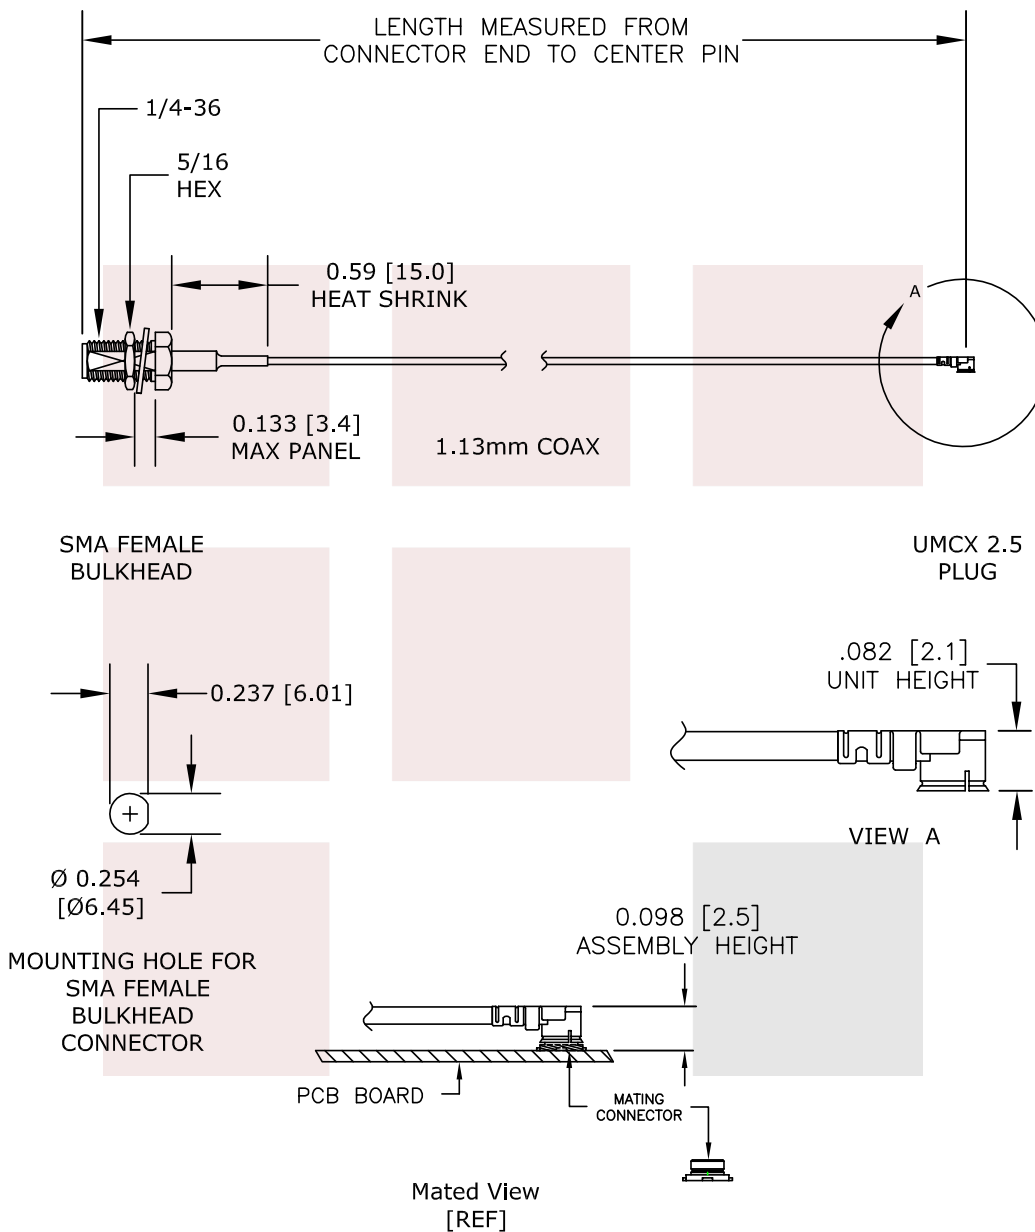 LENGTH MEASURED FROM
CONNECTOR END TO CENTER PIN
1/4-36
5/16
HEX
0.59 [15.0]
HEAT SHRINK
A
0.133 [3.4]
MAX PANEL
1.13mm COAX
SMA FEMALE
BULKHEAD
UMCX 2.5
PLUG
.082 [2.1]
UNIT HEIGHT
0.237 [6.01]
VIEW A
Ø 0.254
[Ø6.45]
0.098 [2.5]
ASSEMBLY HEIGHT
MOUNTING HOLE FOR
SMA FEMALE
BULKHEAD
CONNECTOR
PCB BOARD
MATING
CONNECTOR
Mated View
[REF]